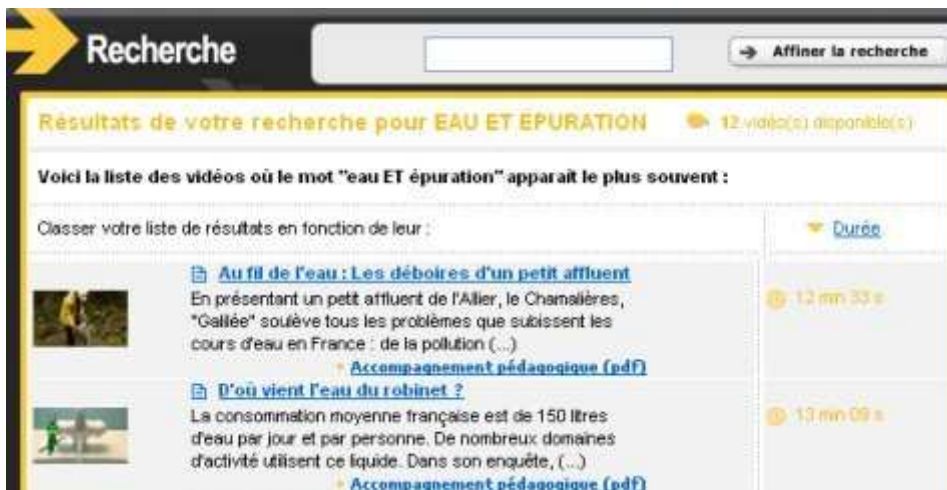 Recherche
Affiner la recherche
Résultats de votre recherche pour EAU ET ÉPURATION
12 vidéo(s) disponible(s)
Voici la liste des vidéos où le mot "eau ET épuration" apparaît le plus souvent :
Classer votre liste de résultats en fonction de leur :
Durée
Au fil de l'eau : Les déboires d'un petit affluent
En présentant un petit affluent de l'Allier, le Chamalières,
"Galilée" soulève tous les problèmes que subissent les
cours d'eau en France : de la pollution (...)
12 mn 33 s
Accompagnement pédagogique (pdf)
D'où vient l'eau du robinet ?
La consommation moyenne française est de 150 litres
d'eau par jour et par personne. De nombreux domaines
d'activité utilisent ce liquide. Dans son enquête, (...)
13 mn 09 s
Accompagnement pédagogique (pdf)